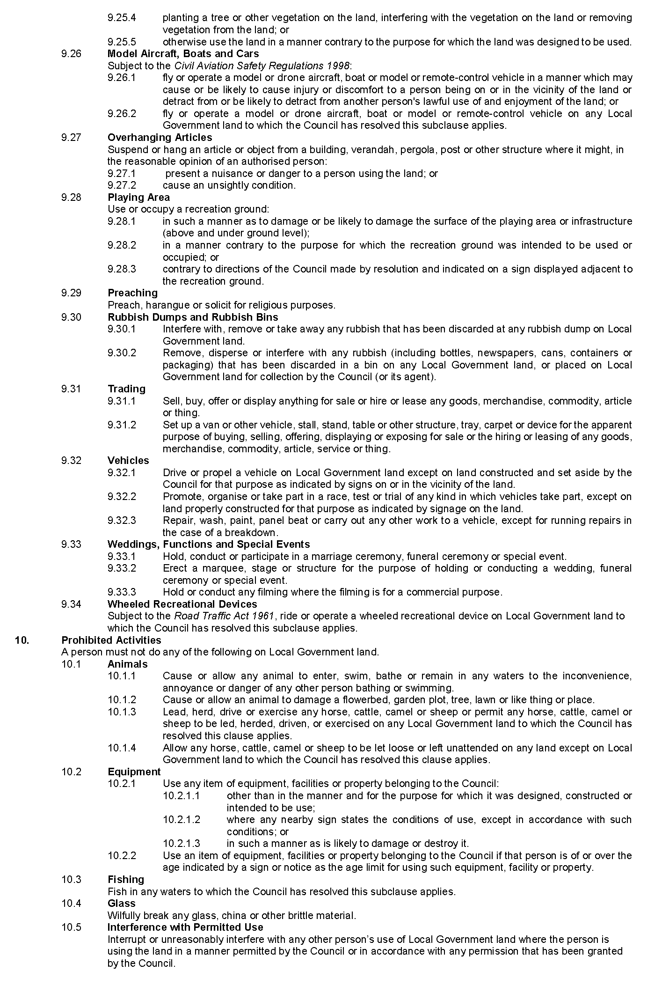 9.25.4 planting a tree or other vegetation on the land, interfering with the vegetation on the land or removing
vegetation from the land; or
9.25.5 otherwise use the land in a manner contrary to the purpose for which the land was designed to be used.
9.26 Model Aircraft, Boats and Cars
Subject to the Civil Aviation Safety Regulations 1998:
9.26.1 fly or operate a model or drone aircraft, boat or model or remote-control vehicle in a manner which may
cause or be likely to cause injury or discomfort to a person being on or in the vicinity of the land or
detract from or be likely to detract from another person's lawful use of and enjoyment of the land; or
9.26.2 fly or operate a model or drone aircraft, boat or model or remote-control vehicle on any Local
Government land to which the Council has resolved this subclause applies.
9.27 Overhanging Articles
Suspend or hang an article or object from a building, verandah, pergola, post or other structure where it might, in
the reasonable opinion of an authorised person:
9.27.1 present a nuisance or danger to a person using the land; or
9.27.2 cause an unsightly condition.
9.28 Playing Area
Use or occupy a recreation ground:
9.28.1 in such a manner as to damage or be likely to damage the surface of the playing area or infrastructure
(above and under ground level);
9.28.2 in a manner contrary to the purpose for which the recreation ground was intended to be used or
occupied; or
9.28.3 contrary to directions of the Council made by resolution and indicated on a sign displayed adjacent to
the recreation ground.
9.29 Preaching
Preach, harangue or solicit for religious purposes.
9.30 Rubbish Dumps and Rubbish Bins
9.30.1 Interfere with, remove or take away any rubbish that has been discarded at any rubbish dump on Local
Government land.
9.30.2 Remove, disperse or interfere with any rubbish (including bottles, newspapers, cans, containers or
packaging) that has been discarded in a bin on any Local Government land, or placed on Local
Government land for collection by the Council (or its agent).
9.31 Trading
9.31.1 Sell, buy, offer or display anything for sale or hire or lease any goods, merchandise, commodity, article
or thing.
9.31.2 Set up a van or other vehicle, stall, stand, table or other structure, tray, carpet or device for the apparent
purpose of buying, selling, offering, displaying or exposing for sale or the hiring or leasing of any goods,
merchandise, commodity, article, service or thing.
9.32 Vehicles
9.32.1 Drive or propel a vehicle on Local Government land except on land constructed and set aside by the
Council for that purpose as indicated by signs on or in the vicinity of the land.
9.32.2 Promote, organise or take part in a race, test or trial of any kind in which vehicles take part, except on
land properly constructed for that purpose as indicated by signage on the land.
9.32.3 Repair, wash, paint, panel beat or carry out any other work to a vehicle, except for running repairs in
the case of a breakdown.
9.33 Weddings, Functions and Special Events
9.33.1 Hold, conduct or participate in a marriage ceremony, funeral ceremony or special event.
9.33.2 Erect a marquee, stage or structure for the purpose of holding or conducting a wedding, funeral
ceremony or special event.
9.33.3 Hold or conduct any filming where the filming is for a commercial purpose.
9.34 Wheeled Recreational Devices
Subject to the Road Traffic Act 1961, ride or operate a wheeled recreational device on Local Government land to
which the Council has resolved this subclause applies.
10. Prohibited Activities
A person must not do any of the following on Local Government land.
10.1 Animals
10.1.1 Cause or allow any animal to enter, swim, bathe or remain in any waters to the inconvenience,
annoyance or danger of any other person bathing or swimming.
10.1.2 Cause or allow an animal to damage a flowerbed, garden plot, tree, lawn or like thing or place.
10.1.3 Lead, herd, drive or exercise any horse, cattle, camel or sheep or permit any horse, cattle, camel or
sheep to be led, herded, driven, or exercised on any Local Government land to which the Council has
resolved this clause applies.
10.1.4 Allow any horse, cattle, camel or sheep to be let loose or left unattended on any land except on Local
Government land to which the Council has resolved this clause applies.
10.2 Equipment
10.2.1 Use any item of equipment, facilities or property belonging to the Council:
10.2.1.1 other than in the manner and for the purpose for which it was designed, constructed or
intended to be use;
10.2.1.2 where any nearby sign states the conditions of use, except in accordance with such
conditions; or
10.2.1.3 in such a manner as is likely to damage or destroy it.
10.2.2 Use an item of equipment, facilities or property belonging to the Council if that person is of or over the
age indicated by a sign or notice as the age limit for using such equipment, facility or property.
10.3 Fishing
Fish in any waters to which the Council has resolved this subclause applies.
10.4 Glass
Wilfully break any glass, china or other brittle material.
10.5 Interference with Permitted Use
Interrupt or unreasonably interfere with any other person’s use of Local Government land where the person is
using the land in a manner permitted by the Council or in accordance with any permission that has been granted
by the Council.